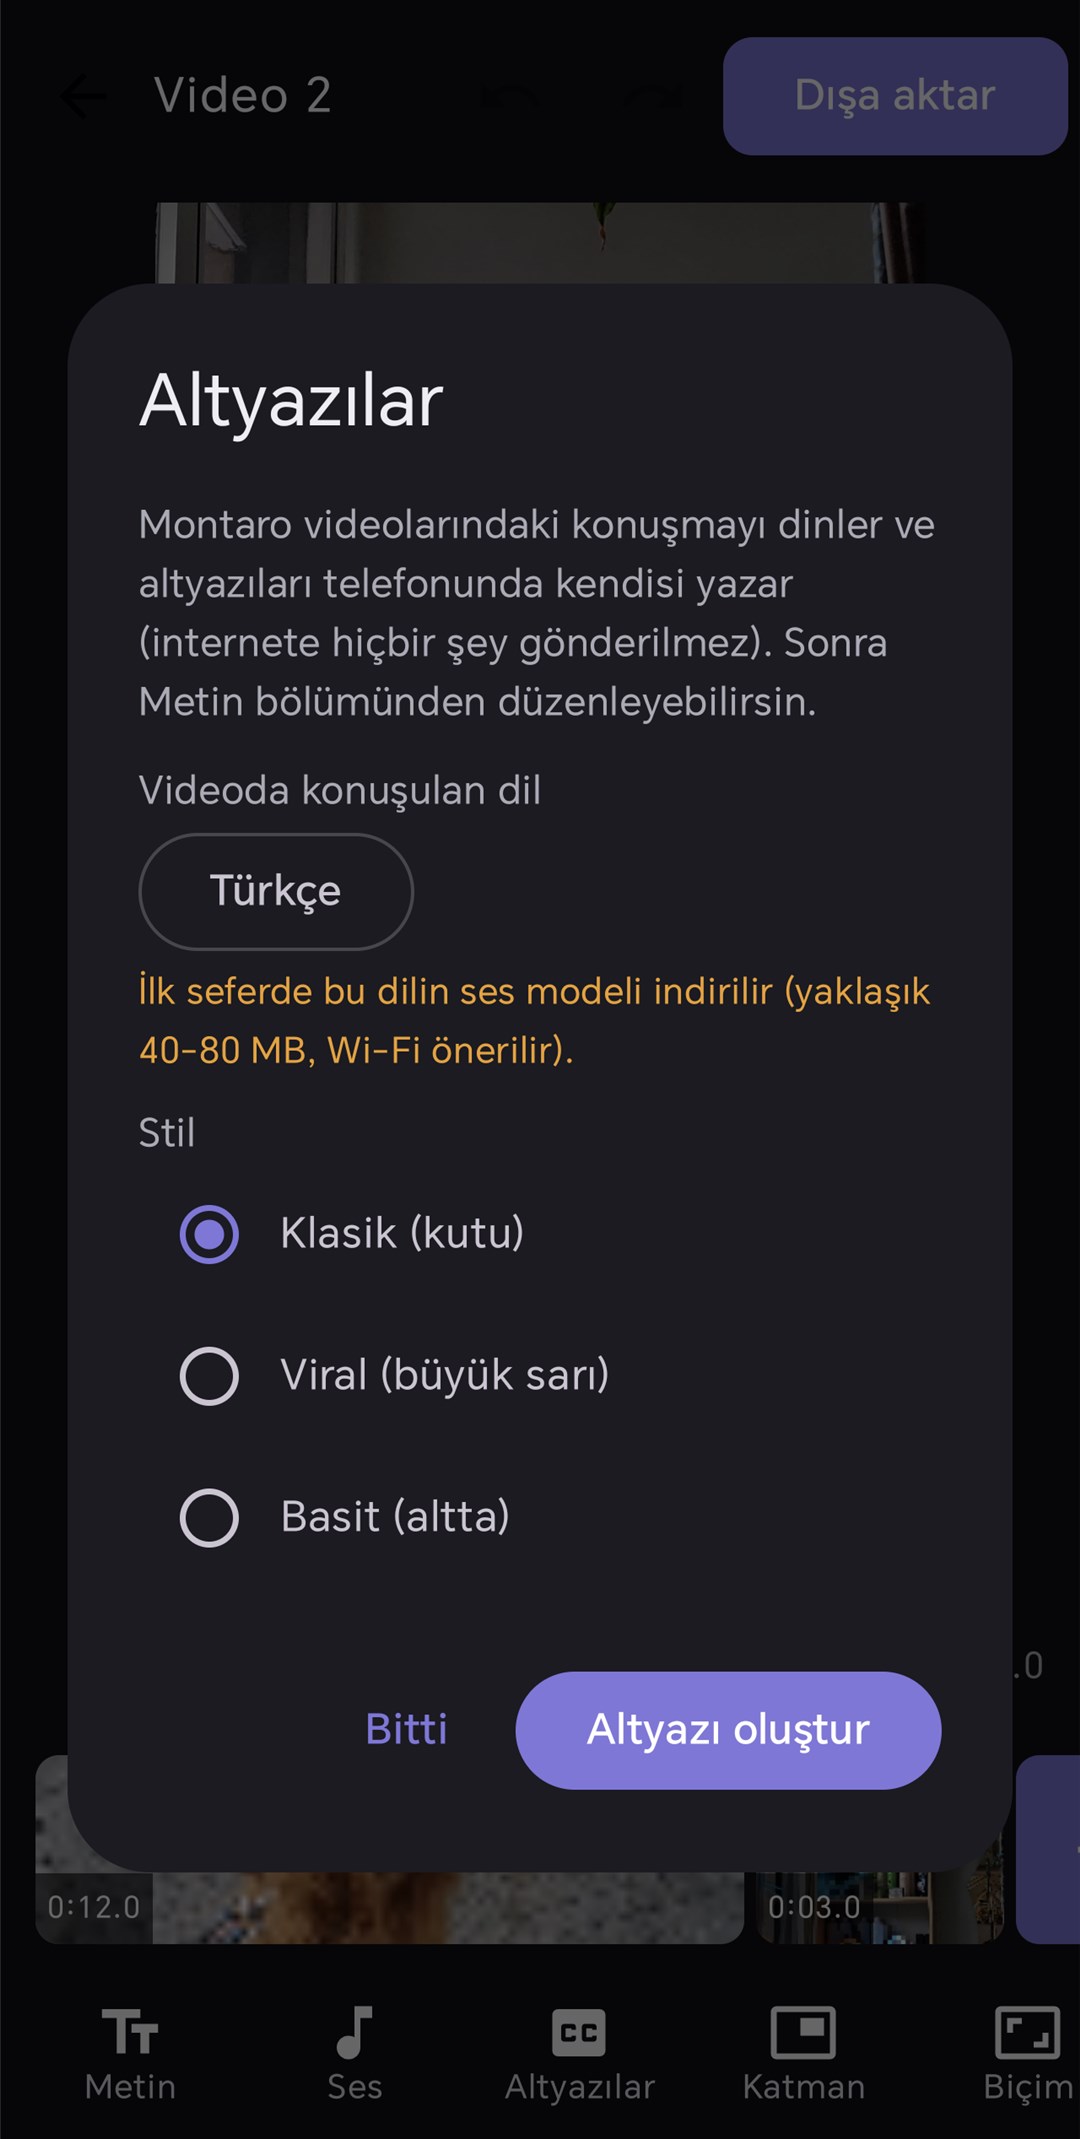 Video 2
Dışa aktar
Altyazılar
Montaro videolarındaki konuşmayı dinler ve
altyazıları telefonunda kendisi yazar
(internete hiçbir şey gönderilmez). Sonra
Metin bölümünden düzenleyebilirsin.
Videoda konuşulan dil
Türkçe
İlk seferde bu dilin ses modeli indirilir (yaklaşık
40-80 MB, Wi-Fi önerilir).
Stil
Klasik (kutu)
Viral (büyük sarı)
Basit (altta)
.0
Bitti
Altyazı oluştur
0:12.0
0:03.0
Metin
Ses
Altyazılar
Katman
Biçim